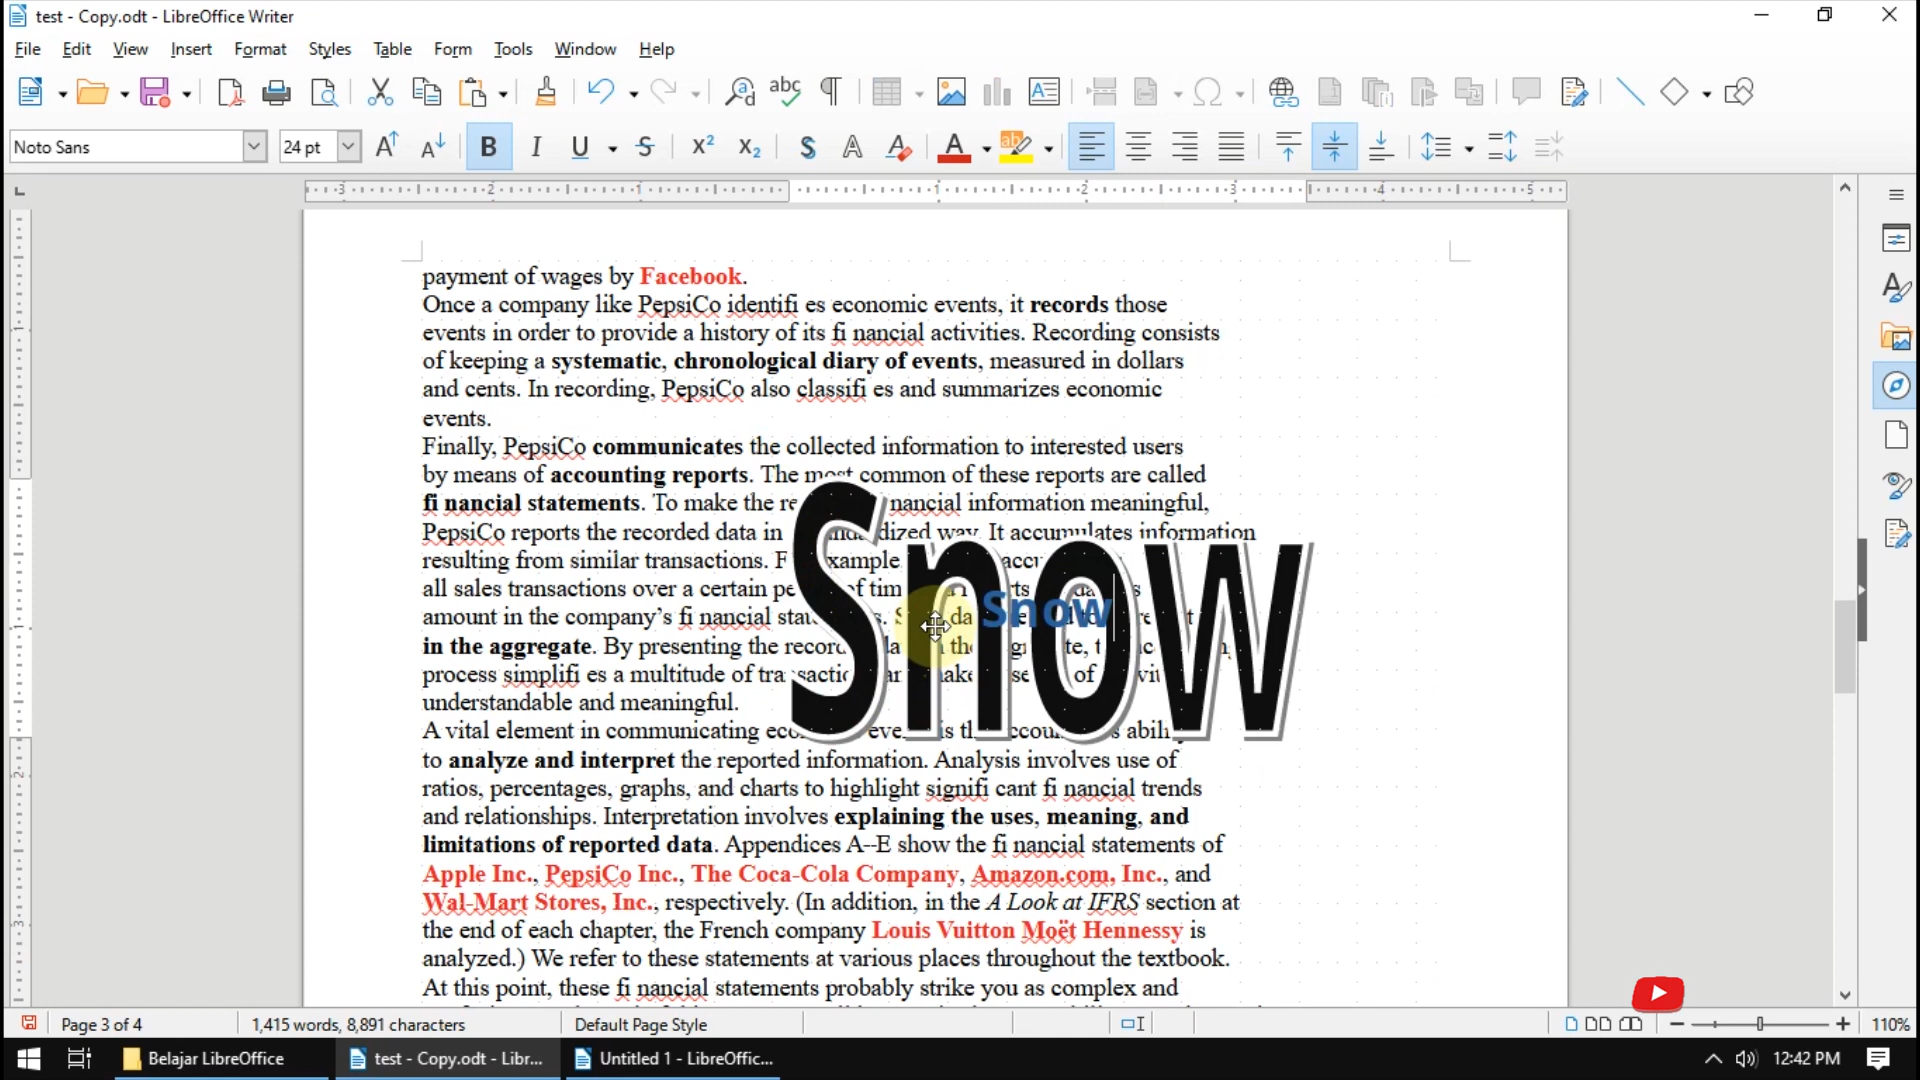 test - Copy.odt - LibreOffice Writer
File Edit View Insert Format Styles Table Form Tools Window Help
Noto Sans 24 pt
payment of wages by Facebook.
Once a company like PepsiCo identifi es economic events, it records those
events in order to provide a history of its fi nancial activities. Recording consists
of keeping a systematic, chronological diary of events, measured in dollars
and cents. In recording, PepsiCo also classifi es and summarizes economic
events.
Finally, PepsiCo communicates the collected information to interested users
by means of accounting reports. The most common of these reports are called
fi nancial statements. To make the re nancial information meaningful,
PepsiCo reports the recorded data in dized way. It accumulates information
resulting from similar transactions. F xample accu
all sales transactions over a certain pe f tim
amount in the company’s fi nancial stat
in the aggregate. By presenting the recor
process simplifi es a multitude of tra
understandable and meaningful.
Snow
Snow
A vital element in communicating eco eve is th ccou s abili
to analyze and interpret the reported information. Analysis involves use of
ratios, percentages, graphs, and charts to highlight signifi cant fi nancial trends
and relationships. Interpretation involves explaining the uses, meaning, and
limitations of reported data. Appendices A--E show the fi nancial statements of
Apple Inc., PepsiCo Inc., The Coca-Cola Company, Amazon.com, Inc., and
Wal-Mart Stores, Inc., respectively. (In addition, in the A Look at IFRS section at
the end of each chapter, the French company Louis Vuitton Moët Hennessy is
analyzed.) We refer to these statements at various places throughout the textbook.
At this point, these fi nancial statements probably strike you as complex and
Page 3 of 4 1,415 words, 8,891 characters Default Page Style 110%
Belajar LibreOffice test - Copy.odt - Libr... Untitled 1 - LibreOffic... 12:42 PM